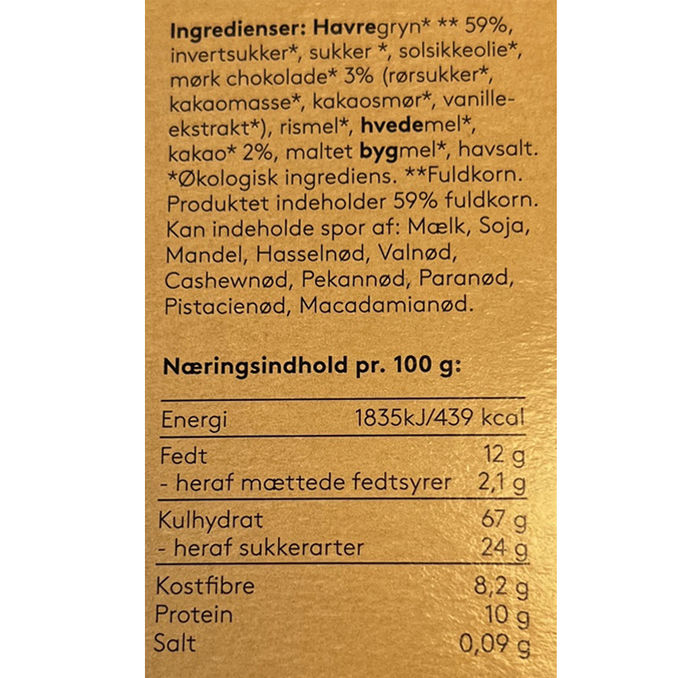 Ingredienser: Havregryn* ** 59%,
invertsukker*, sukker *, solsikkeolie*,
mørk chokolade* 3% (rørsukker*,
kakaomasse*, kakaosmør*, vanille-
ekstrakt*), rismel*, hvedemel*,
kakao* 2%, maltet bygmel*, havsalt.
*Økologisk ingrediens. **Fuldkorn.
Produktet indeholder 59% fuldkorn.
Kan indeholde spor af: Mælk, Soja,
Mandel, Hasselnød, Valnød,
Cashewnød, Pekannød, Paranød,
Pistacienød, Macadamianød.
Næringsindhold pr. 100 g:
Energi 1835kJ/439 kcal
Fedt 12 g
- heraf mættede fedtsyrer 2,1 g
Kulhydrat 67 g
- heraf sukkerarter 24 g
Kostfibre 8,2 g
Protein 10 g
Salt 0,09 g